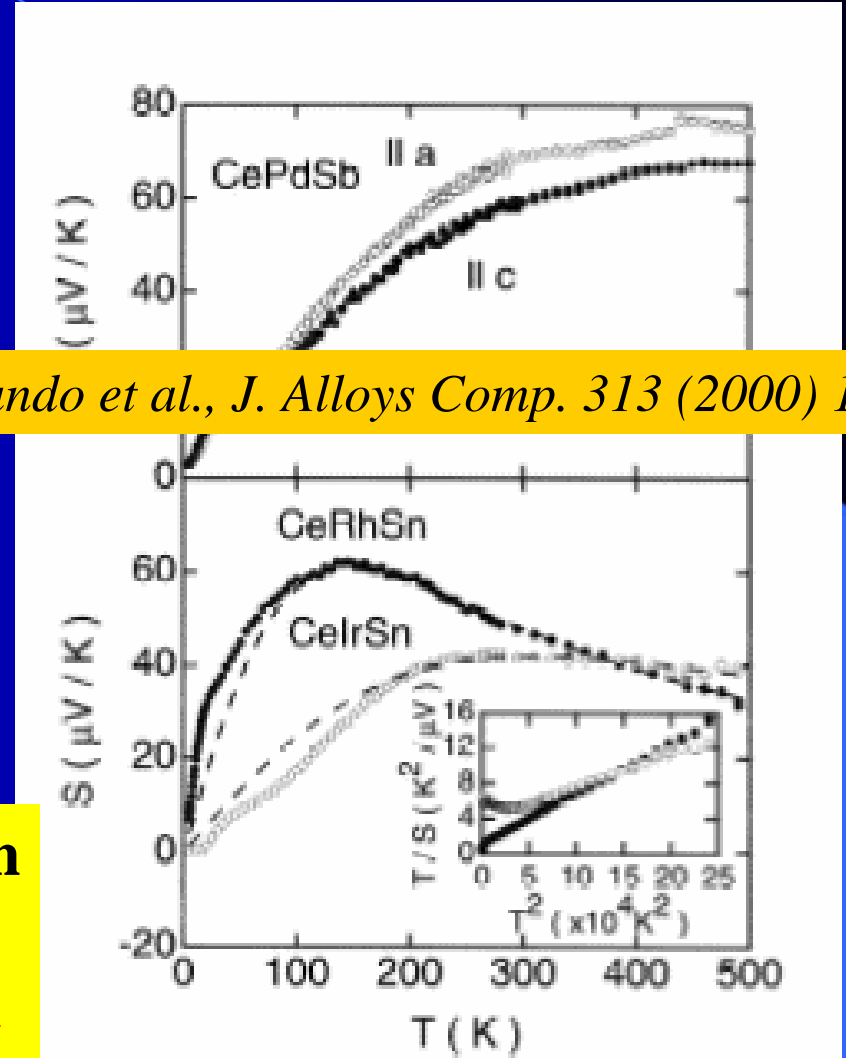 80
II a
CePdSb
60
( μV / K )
40
II c
ando et al., J. Alloys Comp. 313 (2000)
0
CeRhSn
60
CeIrSn
40
S ( μV / K )
20
0
-20
T / S ( K² / μV )
16
12
8
4
0
0 5 10 15 20 25
T² ( x10⁴K² )
0 100 200 300 400 500
T ( K )
n